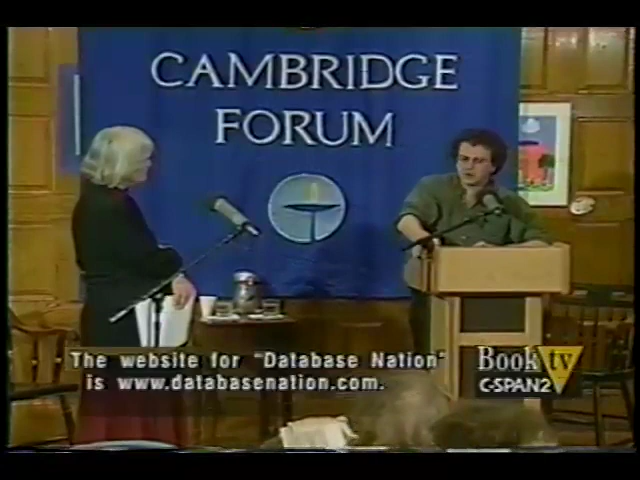 CAMBRIDGE
FORUM
The website for "Database Nation"
is www.databasenation.com.
Book tv
C-SPAN2